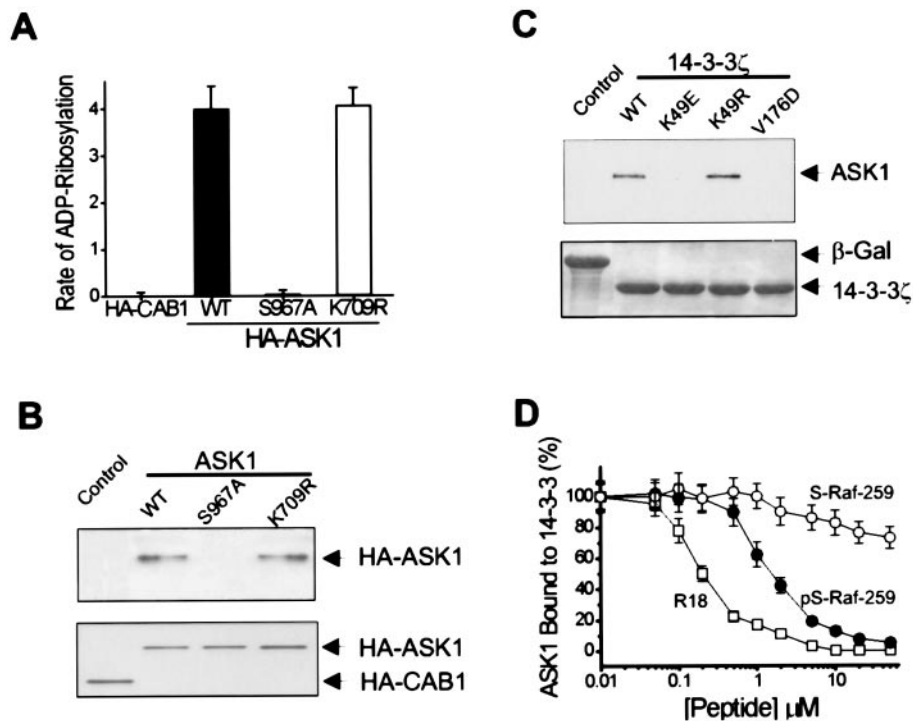 A
Rate of ADP-Ribosylation
4
3
2
1
0
HA-CAB1
WT
S967A
K709R
HA-ASK1
B
Control
ASK1
WT
S967A
K709R
HA-ASK1
HA-ASK1
HA-CAB1
C
Control
14-3-3ζ
WT
K49E
K49R
V176D
ASK1
β-Gal
14-3-3ζ
D
ASK1 Bound to 14-3-3 (%)
100
80
60
40
20
0
S-Raf-259
R18
pS-Raf-259
0.01
0.1
1
10
[Peptide] μM